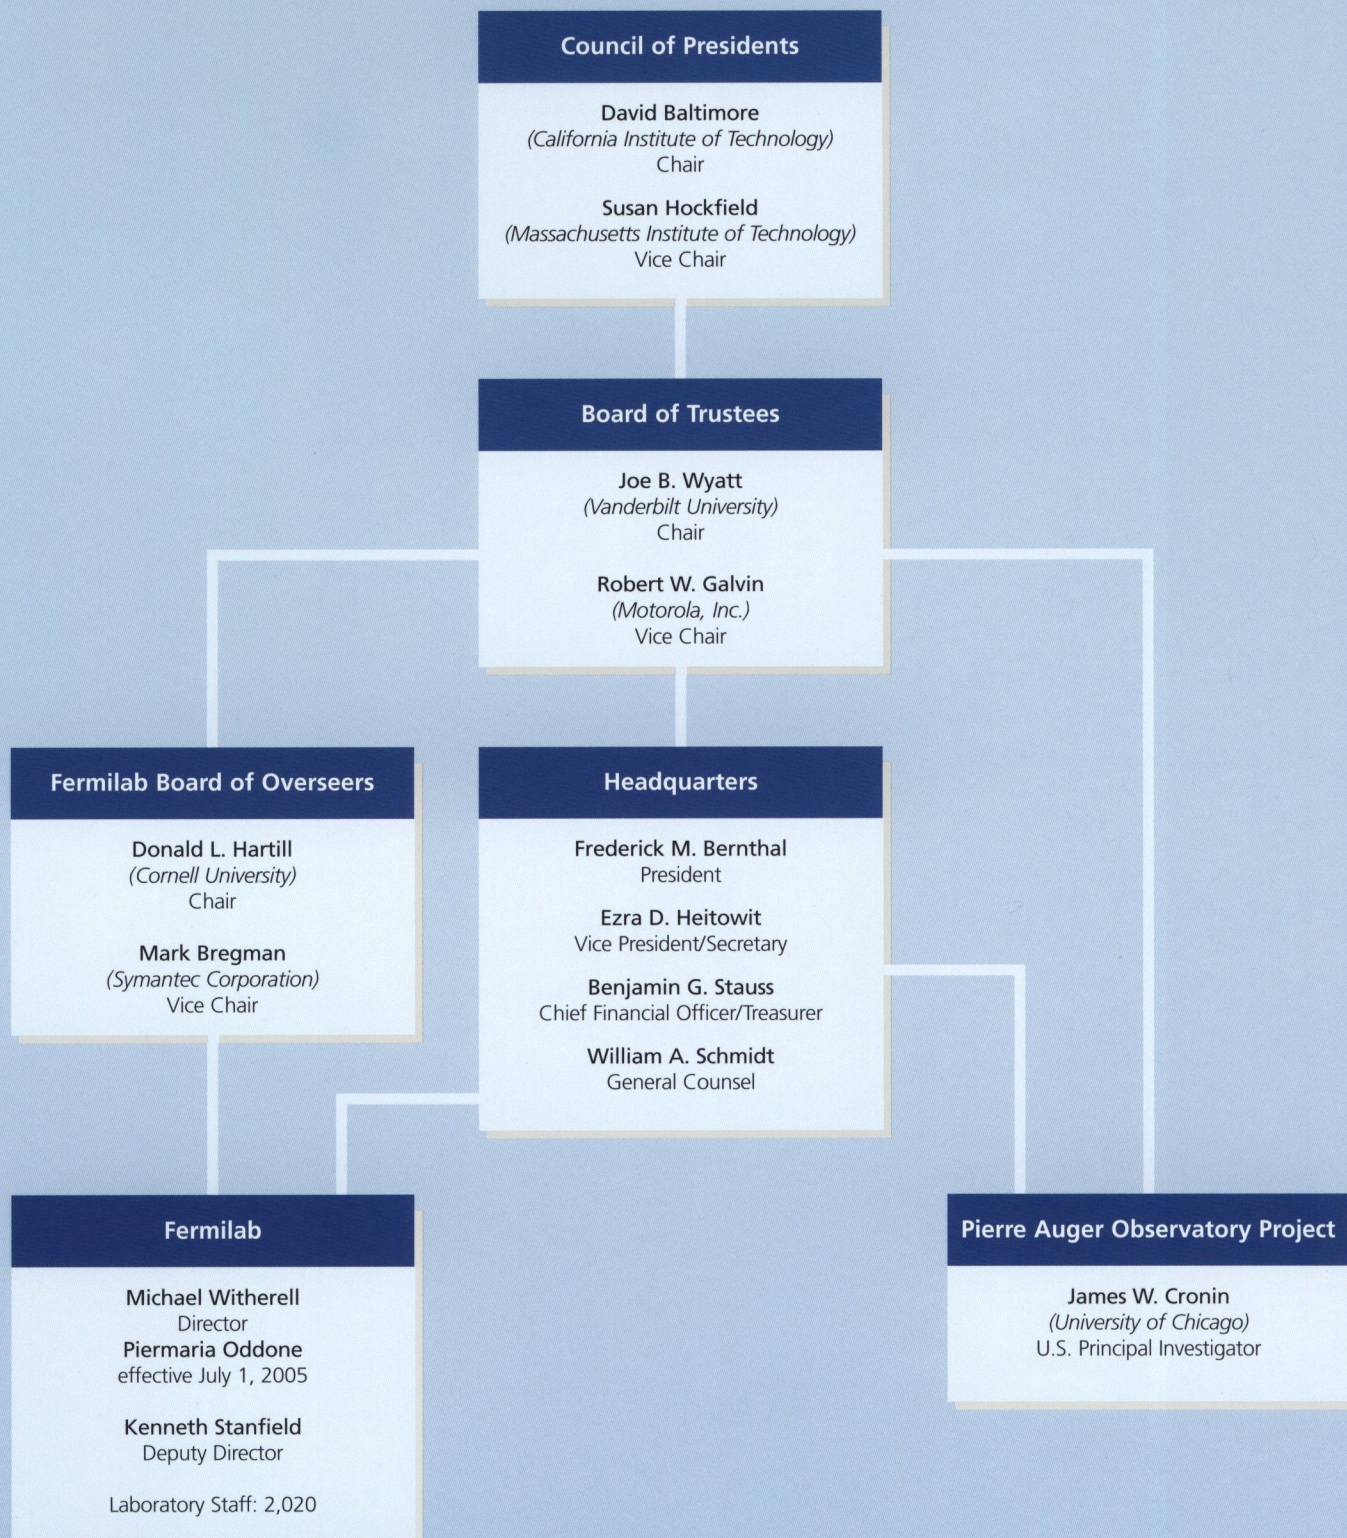 Council of Presidents
David Baltimore
(California Institute of Technology)
Chair
Susan Hockfield
(Massachusetts Institute of Technology)
Vice Chair
Board of Trustees
Joe B. Wyatt
(Vanderbilt University)
Chair
Robert W. Galvin
(Motorola, Inc.)
Vice Chair
Fermilab Board of Overseers
Donald L. Hartill
(Cornell University)
Chair
Mark Bregman
(Symantec Corporation)
Vice Chair
Headquarters
Frederick M. Bernthal
President
Ezra D. Heitowit
Vice President/Secretary
Benjamin G. Stauss
Chief Financial Officer/Treasurer
William A. Schmidt
General Counsel
Fermilab
Michael Witherell
Director
Piermaria Oddone
effective July 1, 2005
Kenneth Stanfield
Deputy Director
Laboratory Staff: 2,020
Pierre Auger Observatory Project
James W. Cronin
(University of Chicago)
U.S. Principal Investigator